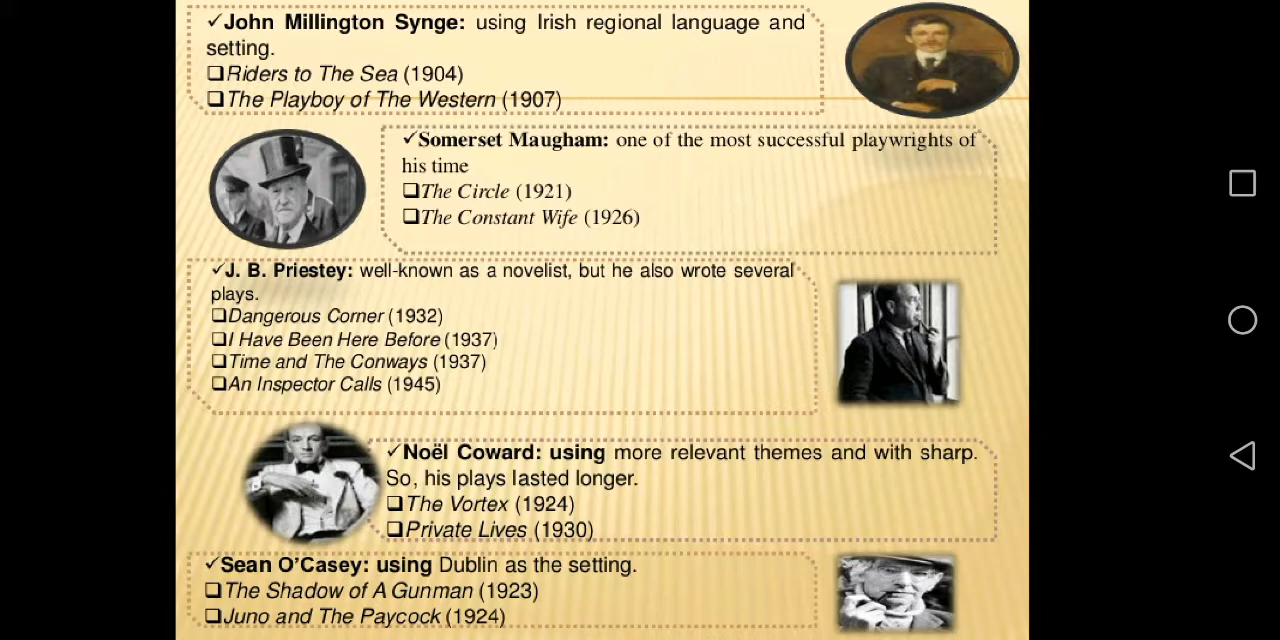 ✓John Millington Synge: using Irish regional language and
setting.
❑Riders to The Sea (1904)
❑The Playboy of The Western (1907)
✓Somerset Maugham: one of the most successful playwrights of
his time
❑The Circle (1921)
❑The Constant Wife (1926)
✓J. B. Priestey: well-known as a novelist, but he also wrote several
plays.
❑Dangerous Corner (1932)
❑I Have Been Here Before (1937)
❑Time and The Conways (1937)
❑An Inspector Calls (1945)
✓Noël Coward: using more relevant themes and with sharp.
So, his plays lasted longer.
❑The Vortex (1924)
❑Private Lives (1930)
✓Sean O’Casey: using Dublin as the setting.
❑The Shadow of A Gunman (1923)
❑Juno and The Paycock (1924)